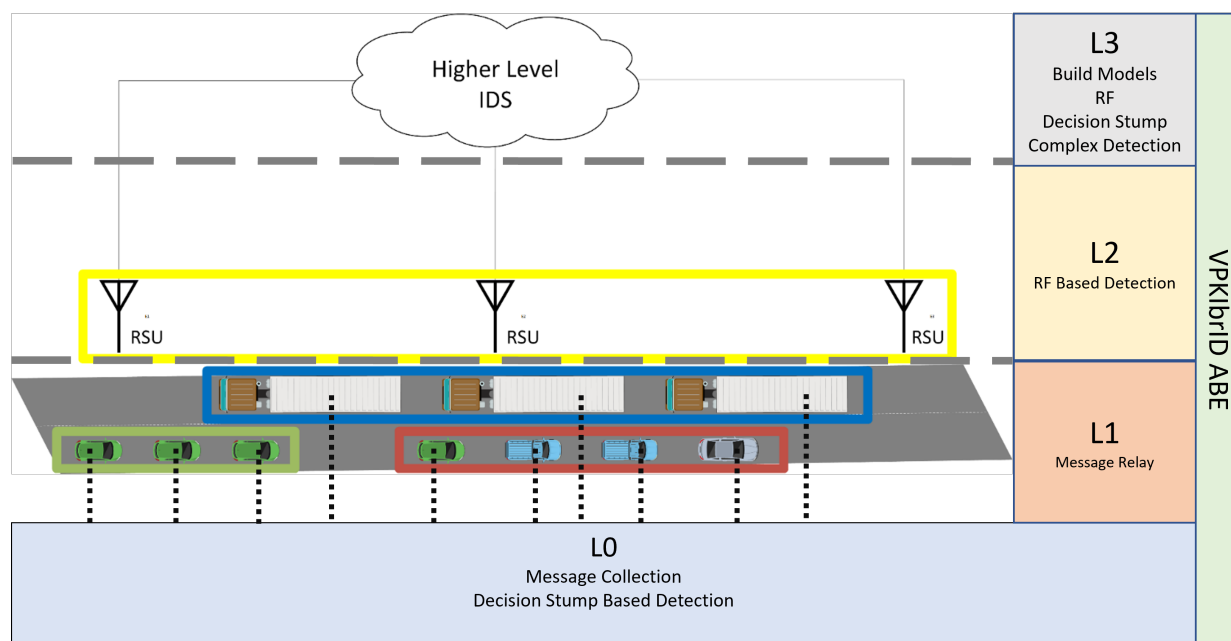 Higher Level
IDS
RSU
RSU
RSU
L3
Build Models
RF
Decision Stump
Complex Detection
L2
RF Based Detection
L1
Message Relay
VPKIbrID ABE
L0
Message Collection
Decision Stump Based Detection